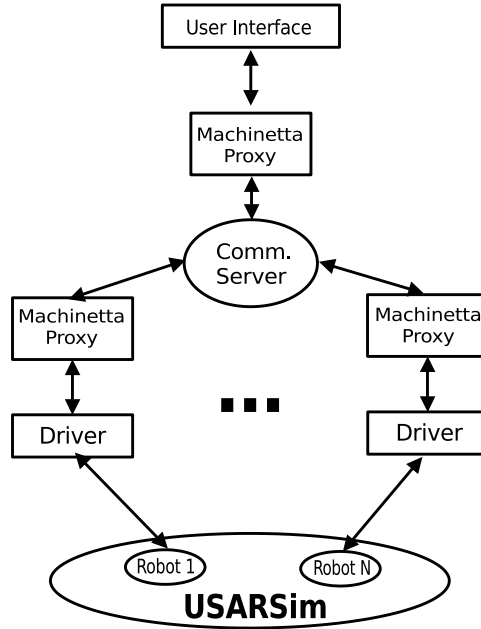 User Interface
Machinetta
Proxy
Comm.
Server
Machinetta
Proxy
Machinetta
Proxy
Driver
Driver
Robot 1
Robot N
USARSim